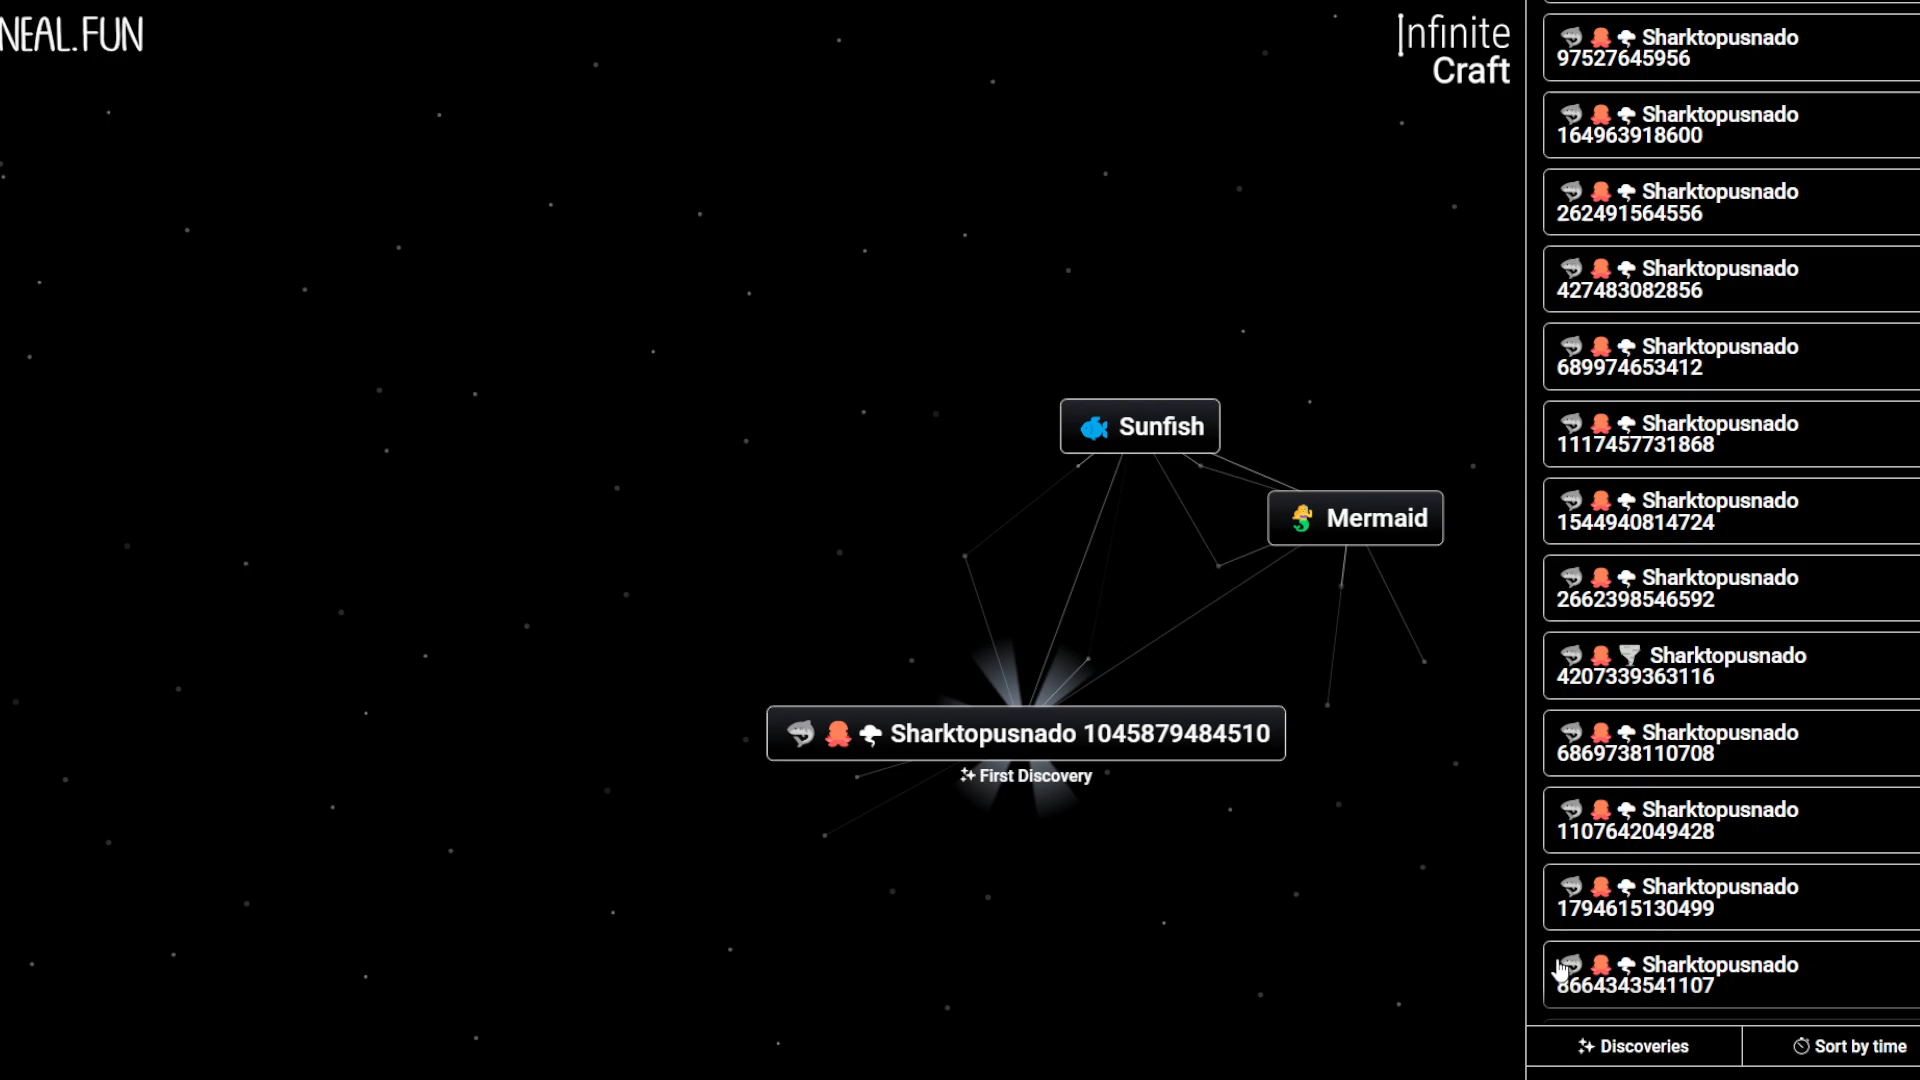 NEAL.FUN
Infinite
Craft
Sunfish
Mermaid
Sharktopusnado 1045879484510
First Discovery
Sharktopusnado
97527645956
Sharktopusnado
164963918600
Sharktopusnado
262491564556
Sharktopusnado
427483082856
Sharktopusnado
689974653412
Sharktopusnado
1117457731868
Sharktopusnado
1544940814724
Sharktopusnado
2662398546592
Sharktopusnado
4207339363116
Sharktopusnado
6869738110708
Sharktopusnado
1107642049428
Sharktopusnado
1794615130499
Sharktopusnado
8664343541107
Discoveries
Sort by time